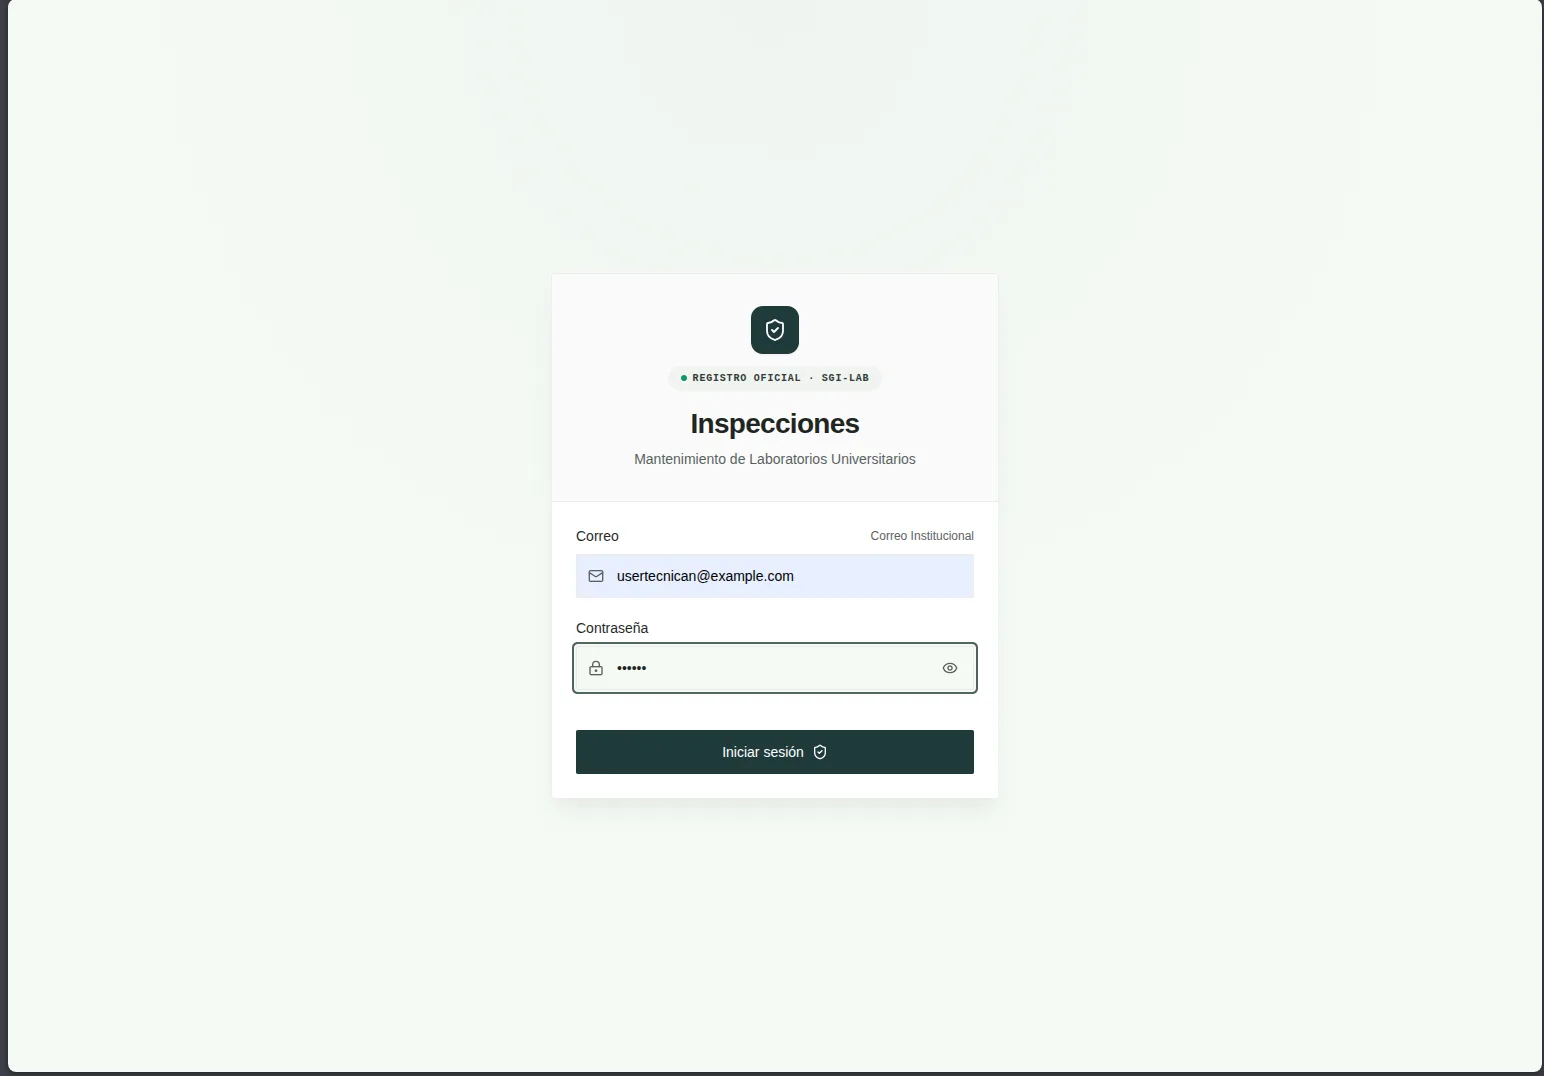 REGISTRO OFICIAL · SGI-LAB
Inspecciones
Mantenimiento de Laboratorios Universitarios
Correo
Correo Institucional
usertecnican@example.com
Contraseña
••••••
Iniciar sesión